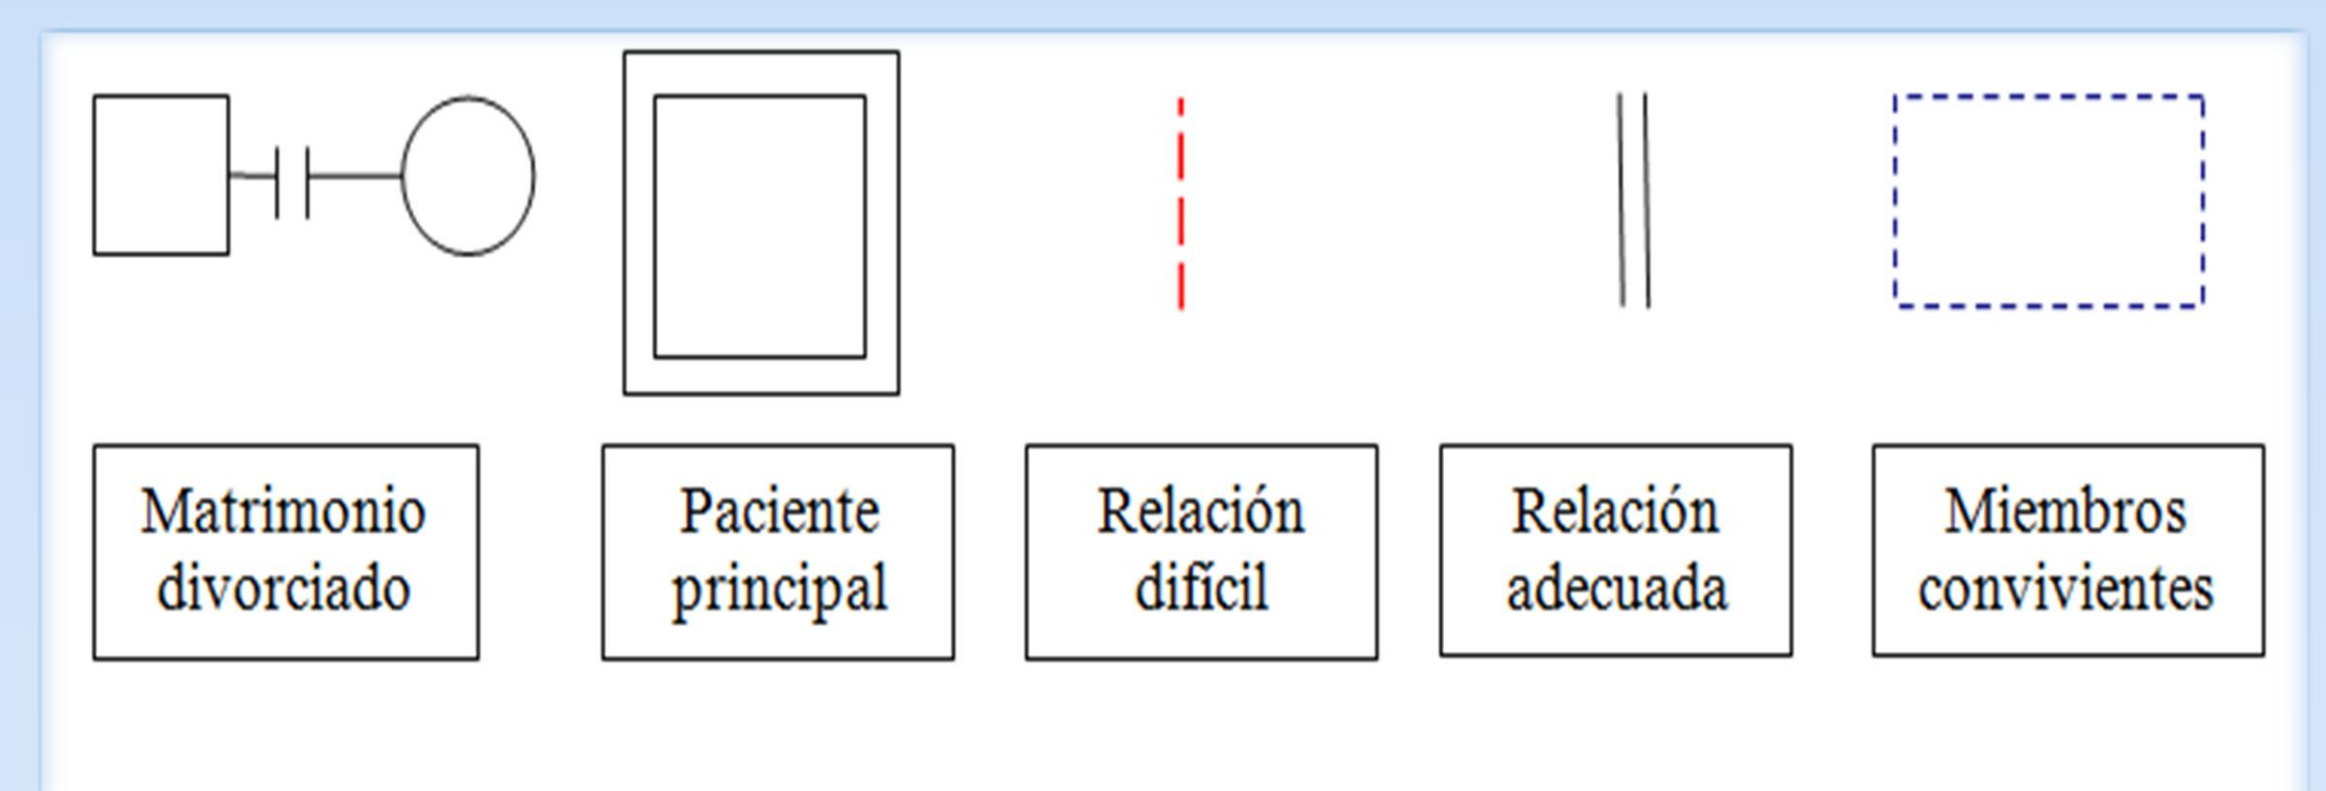 Matrimonio
divorciado
Paciente
principal
Relación
difícil
Relación
adecuada
Miembros
convivientes